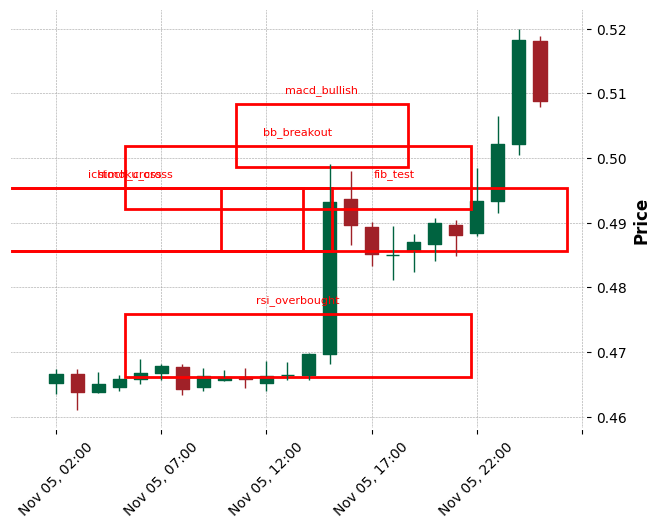 0.52
macd_bullish
0.51
bb_breakout
0.50
stoch_cross
fib_test
0.49
Price
0.48
rsi_overbought
0.47
0.46
Nov 05, 02:00
Nov 05, 07:00
Nov 05, 12:00
Nov 05, 17:00
Nov 05, 22:00